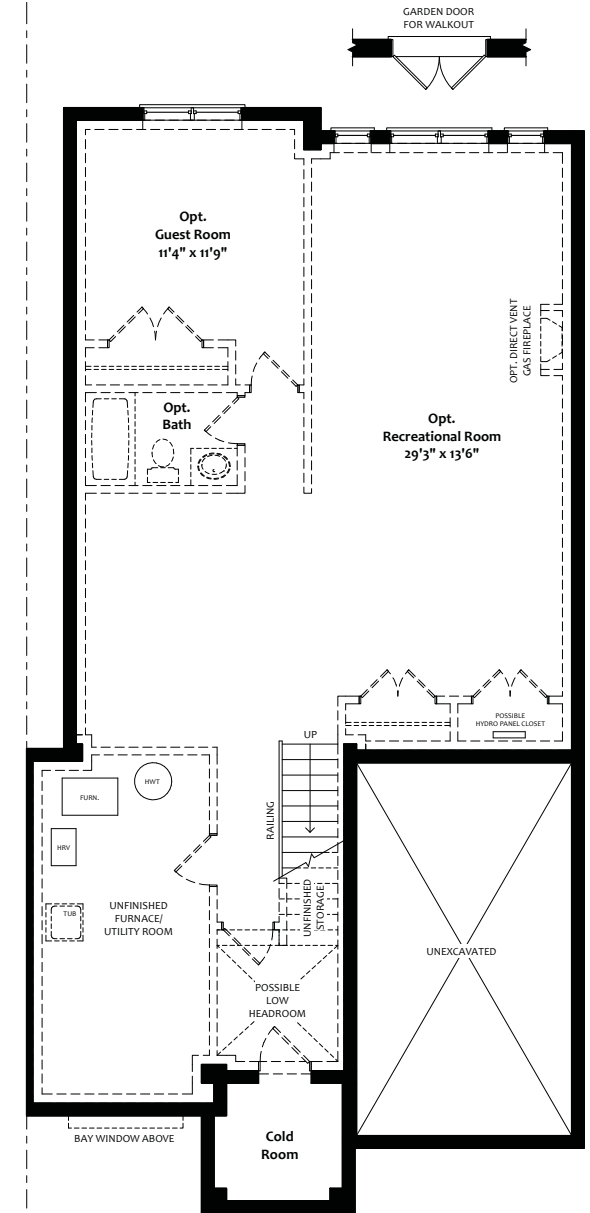 GARDEN DOOR
FOR WALKOUT
Opt.
Guest Room
11'4" x 11'9"
OPT. DIRECT VENT
GAS FIREPLACE
Opt.
Bath
Opt.
Recreational Room
29'3" x 13'6"
POSSIBLE
HYDRO PANEL CLOSET
UP
RAILING
HWT
FURN.
HRV
TUB
UNFINISHED
FURNACE/
UTILITY ROOM
UNFINISHED
STORAGE
UNEXCAVATED
POSSIBLE
LOW
HEADROOM
BAY WINDOW ABOVE
Cold
Room